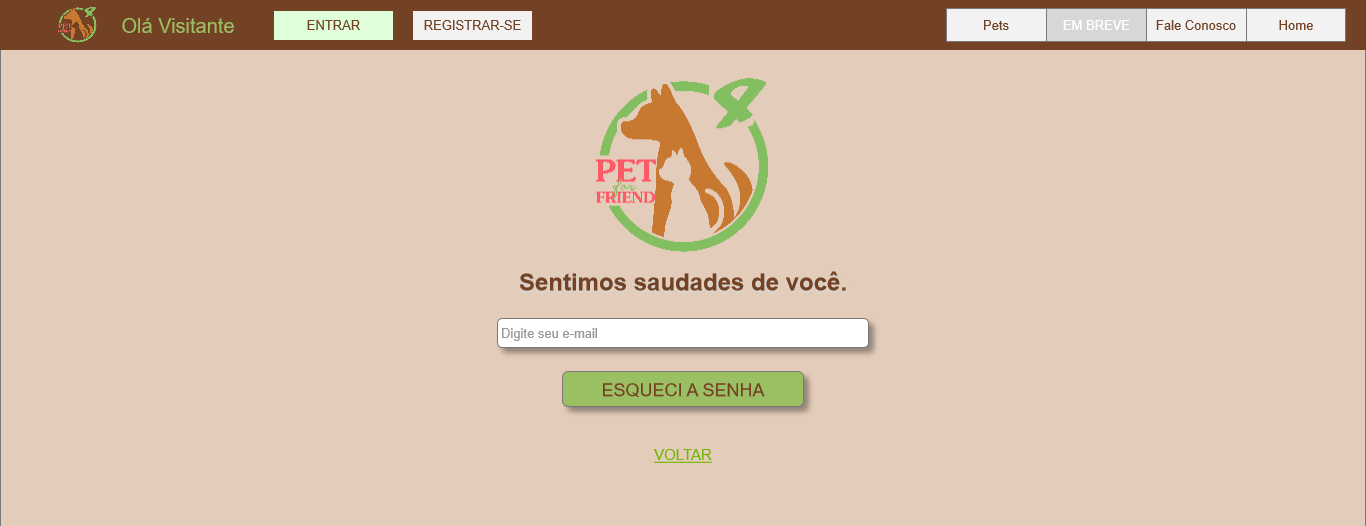 Olá Visitante
ENTRAR
REGISTRAR-SE
Pets
EM BREVE
Fale Conosco
Home
PET
for
FRIEND
Sentimos saudades de você.
Digite seu e-mail
ESQUECI A SENHA
VOLTAR